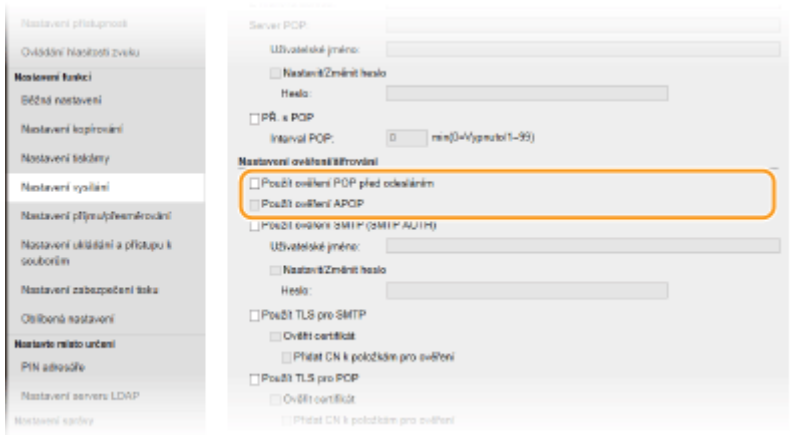 Nastavení přístupnosti
Ovládání hlasitosti zvuku
Nastavení funkcí
Běžná nastavení
Nastavení kopírování
Nastavení tiskárny
Nastavení vysílání
Nastavení příjmu/přesměrování
Nastavení ukládání a přístupu k
souborům
Nastavení zabezpečení tisku
Oblíbená nastavení
Nastavte místo určení
PIN adresáře
Nastavení serveru LDAP
Nastavení správy
Server POP:
Uživatelské jméno:
Nastavit/Změnit heslo
Heslo:
PŘ. s POP
Interval POP:
0
min(0=Vypnuto/1-99)
Nastavení ověření/šifrování
Použít ověření POP před odesláním
Použít ověření APOP
Použít ověření SMTP (SMTP AUTH)
Uživatelské jméno:
Nastavit/Změnit heslo
Heslo:
Použít TLS pro SMTP
Ověřit certifikát
Přidat CN k položkám pro ověření
Použít TLS pro POP
Ověřit certifikát
Přidat CN k položkám pro ověření